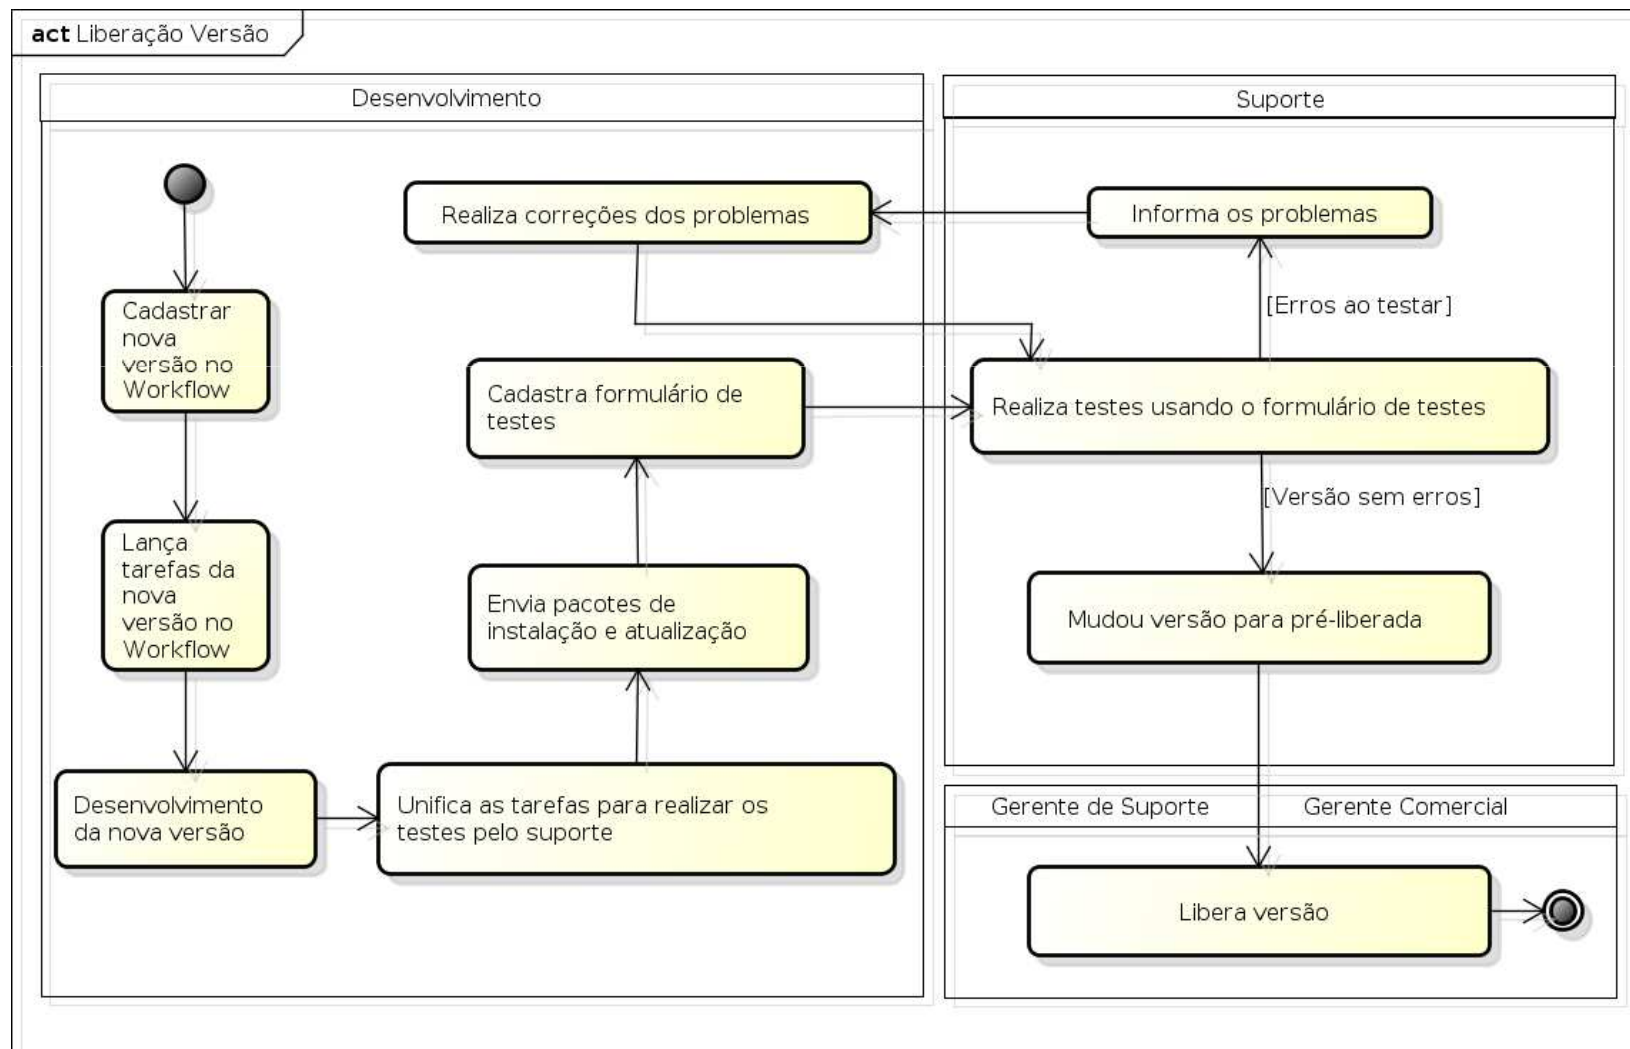 act Liberação Versão
Desenvolvimento
Suporte
Realiza correções dos problemas
Informa os problemas
Cadastrar
nova
versão no
Workflow
[Erros ao testar]
Cadastra formulário de
testes
Realiza testes usando o formulário de testes
[Versão sem erros]
Lança
tarefas da
nova
versão no
Workflow
Envia pacotes de
instalação e atualização
Mudou versão para pré-liberada
Desenvolvimento
da nova versão
Unifica as tarefas para realizar os
testes pelo suporte
Gerente de Suporte
Gerente Comercial
Libera versão